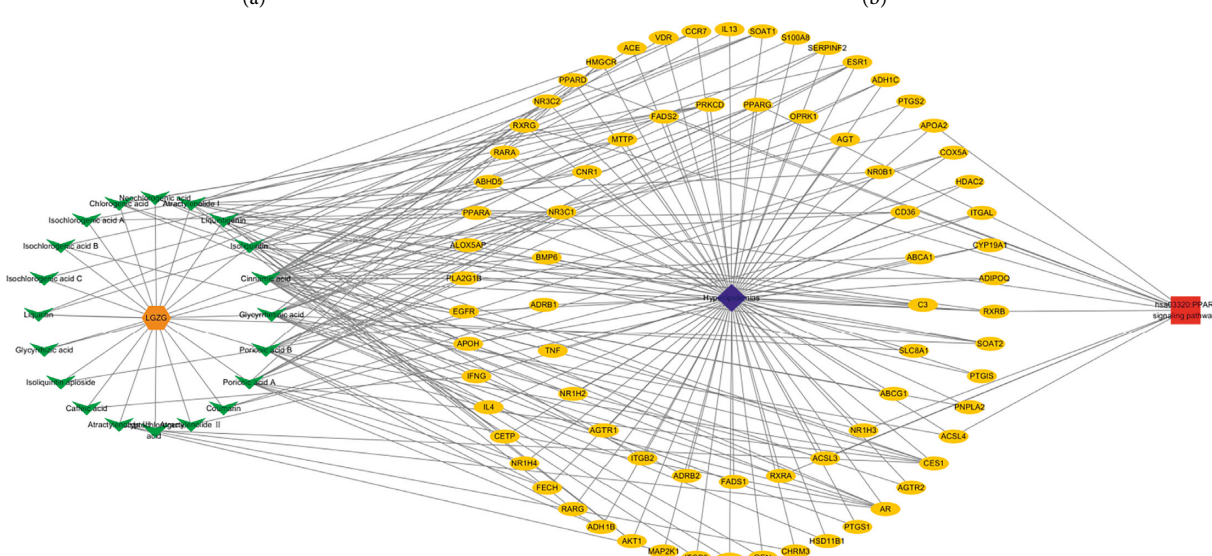 (a)
(b)
IL13
CCR7
SOAT1
VDR
S100A8
ACE
SERPINF2
HMGCR
ESR1
PPARD
ADH1C
NR3C2
PRKCD
PPARG
PTGS2
FADS2
OPRK1
RXRG
APOA2
MTTP
AGT
RARA
COX5A
CNR1
NR0B1
ABHD5
HDAC2
Neochlorogenic acid
Chlorogenic acid
Atractylenolide I
PPARA
NR3C1
CD36
ITGAL
Isochlorogenic acid A
Liquiritigenin
Isochlorogenic acid B
Isoliquiritin
ALOX5AP
CYP19A1
BMP6
ABCA1
Isochlorogenic acid C
Cinnamic acid
PLA2G1B
ADIPOQ
Hyperlipidemias
ADRB1
C3
hsa03320:PPAR
signaling pathway
EGFR
RXRB
Liquiritin
LGZG
Glycyrrhizinic acid
APOH
SOAT2
Glycyrrhizic acid
Poricoic acid B
TNF
SLC8A1
IFNG
PTGIS
Isoliquiritin apioside
Poricoic acid A
NR1H2
ABCG1
Caffeic acid
Coumarin
IL4
PNPLA2
Atractylenolide II
acid
AGTR1
NR1H3
CETP
ACSL4
ITGB2
ACSL3
NR1H4
CES1
ADRB2
FADS1
RXRA
FECH
AGTR2
RARG
AR
ADH1B
PTGS1
AKT1
HSD11B1
MAP2K1
CHRM3